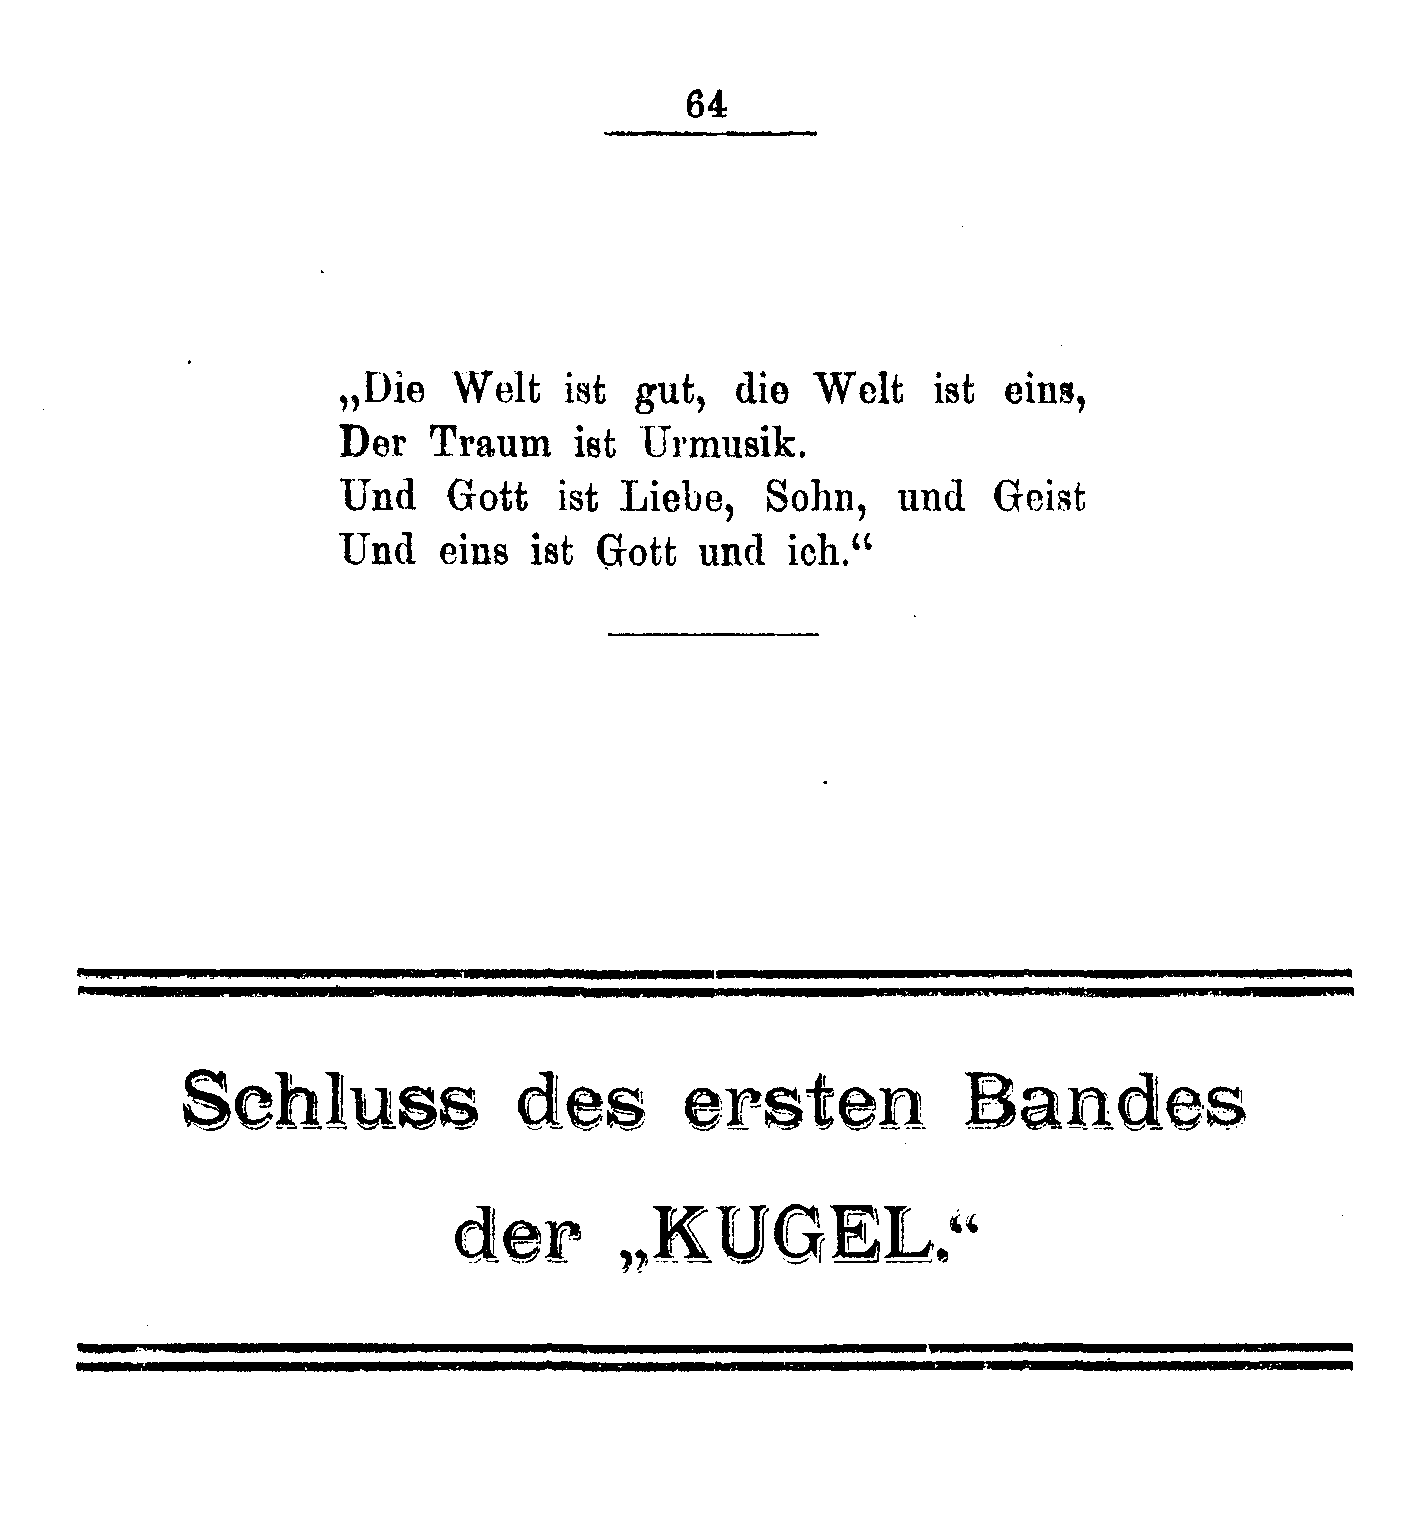 64
„Die Welt ist gut, die Welt ist eins,
Der Traum ist Urmusik.
Und Gott ist Liebe, Sohn, und Geist
Und eins ist Gott und ich.“
Schluss des ersten Bandes
der „KUGEL.“